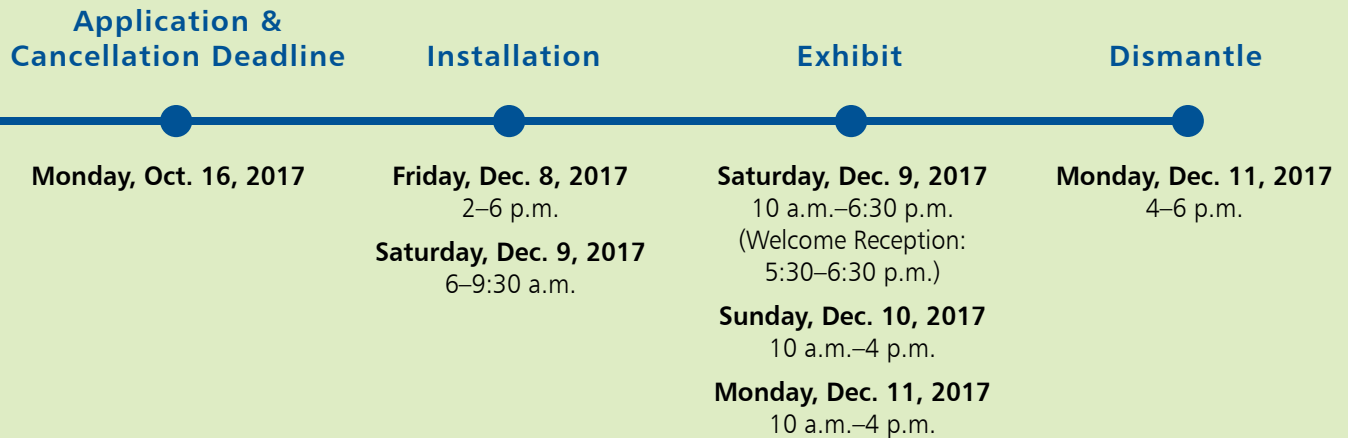 Application &
Cancellation Deadline
Monday, Oct. 16, 2017
Installation
Friday, Dec. 8, 2017
2–6 p.m.
Saturday, Dec. 9, 2017
6–9:30 a.m.
Exhibit
Saturday, Dec. 9, 2017
10 a.m.–6:30 p.m.
(Welcome Reception:
5:30–6:30 p.m.)
Sunday, Dec. 10, 2017
10 a.m.–4 p.m.
Monday, Dec. 11, 2017
10 a.m.–4 p.m.
Dismantle
Monday, Dec. 11, 2017
4–6 p.m.